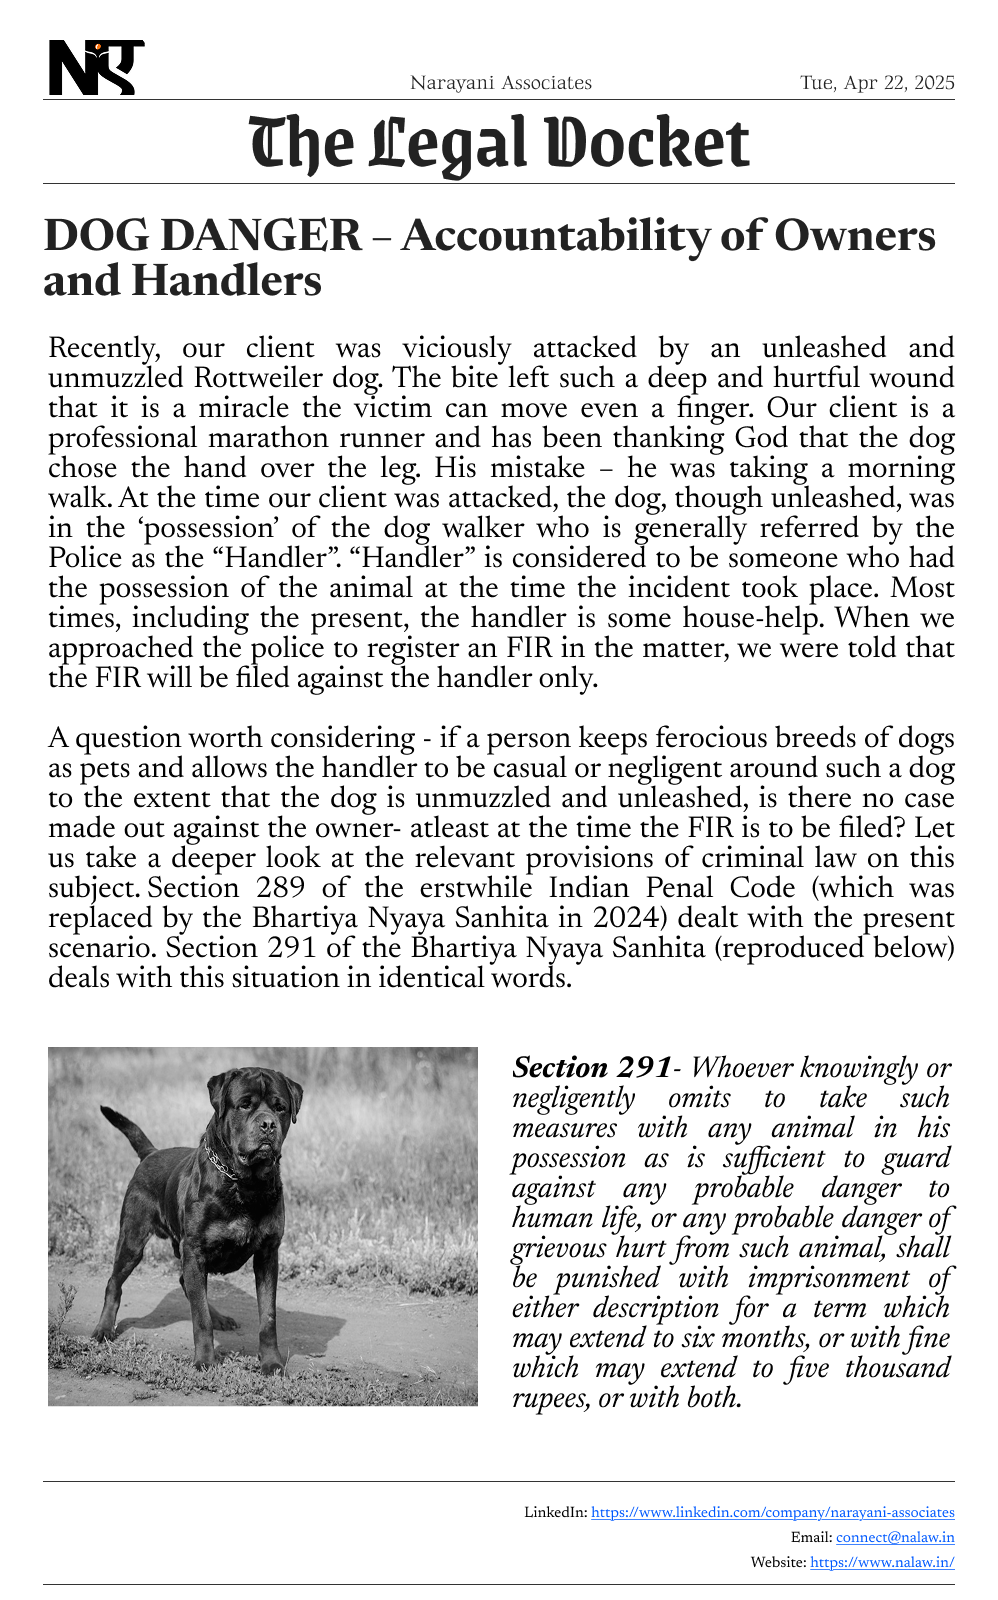 Narayani Associates
Tue, Apr 22, 2025
The Legal Docket
DOG DANGER – Accountability of Owners
and Handlers
Recently, our client was viciously attacked by an unleashed and
unmuzzled Rottweiler dog. The bite left such a deep and hurtful wound
that it is a miracle the victim can move even a finger. Our client is a
professional marathon runner and has been thanking God that the dog
chose the hand over the leg. His mistake – he was taking a morning
walk. At the time our client was attacked, the dog, though unleashed, was
in the ‘possession’ of the dog walker who is generally referred by the
Police as the “Handler”. “Handler” is considered to be someone who had
the possession of the animal at the time the incident took place. Most
times, including the present, the handler is some house-help. When we
approached the police to register an FIR in the matter, we were told that
the FIR will be filed against the handler only.
A question worth considering - if a person keeps ferocious breeds of dogs
as pets and allows the handler to be casual or negligent around such a dog
to the extent that the dog is unmuzzled and unleashed, is there no case
made out against the owner- atleast at the time the FIR is to be filed? Let
us take a deeper look at the relevant provisions of criminal law on this
subject. Section 289 of the erstwhile Indian Penal Code (which was
replaced by the Bhartiya Nyaya Sanhita in 2024) dealt with the present
scenario. Section 291 of the Bhartiya Nyaya Sanhita (reproduced below)
deals with this situation in identical words.
Section 291- Whoever knowingly or
negligently omits to take such
measures with any animal in his
possession as is sufficient to guard
against any probable danger to
human life, or any probable danger of
grievous hurt from such animal, shall
be punished with imprisonment of
either description for a term which
may extend to six months, or with fine
which may extend to five thousand
rupees, or with both.
LinkedIn: https://www.linkedin.com/company/narayani-associates
Email: connect@nalaw.in
Website: https://www.nalaw.in/